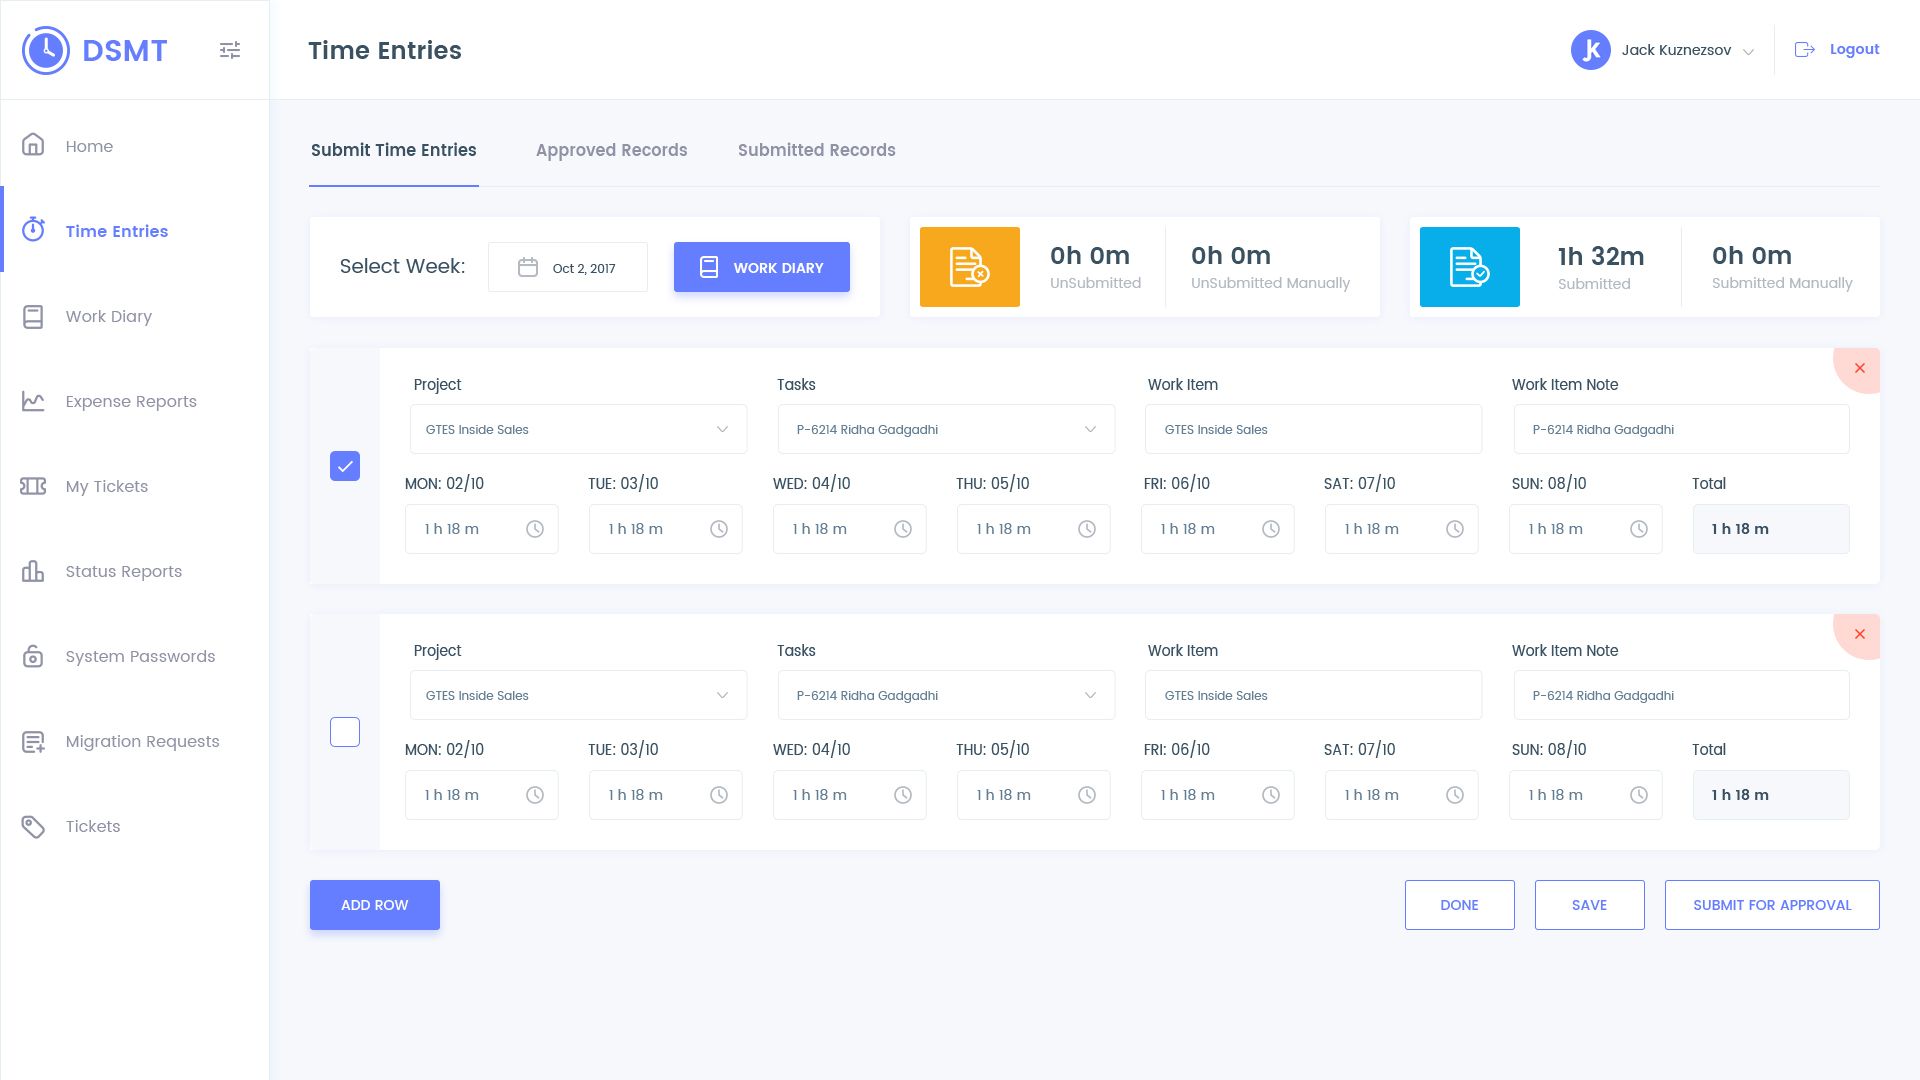 DSMT
Time Entries
Jk
Jack Kuznezsov
Logout
Home
Time Entries
Work Diary
Expense Reports
My Tickets
Status Reports
System Passwords
Migration Requests
Tickets
Submit Time Entries
Approved Records
Submitted Records
Select Week:
Oct 2, 2017
WORK DIARY
0h 0m
UnSubmitted
0h 0m
UnSubmitted Manually
1h 32m
Submitted
0h 0m
Submitted Manually
Project
Tasks
Work Item
Work Item Note
GTES Inside Sales
P-6214 Ridha Gadgadhi
GTES Inside Sales
P-6214 Ridha Gadgadhi
MON: 02/10
TUE: 03/10
WED: 04/10
THU: 05/10
FRI: 06/10
SAT: 07/10
SUN: 08/10
Total
1 h 18 m
1 h 18 m
1 h 18 m
1 h 18 m
1 h 18 m
1 h 18 m
1 h 18 m
1 h 18 m
Project
Tasks
Work Item
Work Item Note
GTES Inside Sales
P-6214 Ridha Gadgadhi
GTES Inside Sales
P-6214 Ridha Gadgadhi
MON: 02/10
TUE: 03/10
WED: 04/10
THU: 05/10
FRI: 06/10
SAT: 07/10
SUN: 08/10
Total
1 h 18 m
1 h 18 m
1 h 18 m
1 h 18 m
1 h 18 m
1 h 18 m
1 h 18 m
1 h 18 m
ADD ROW
DONE
SAVE
SUBMIT FOR APPROVAL